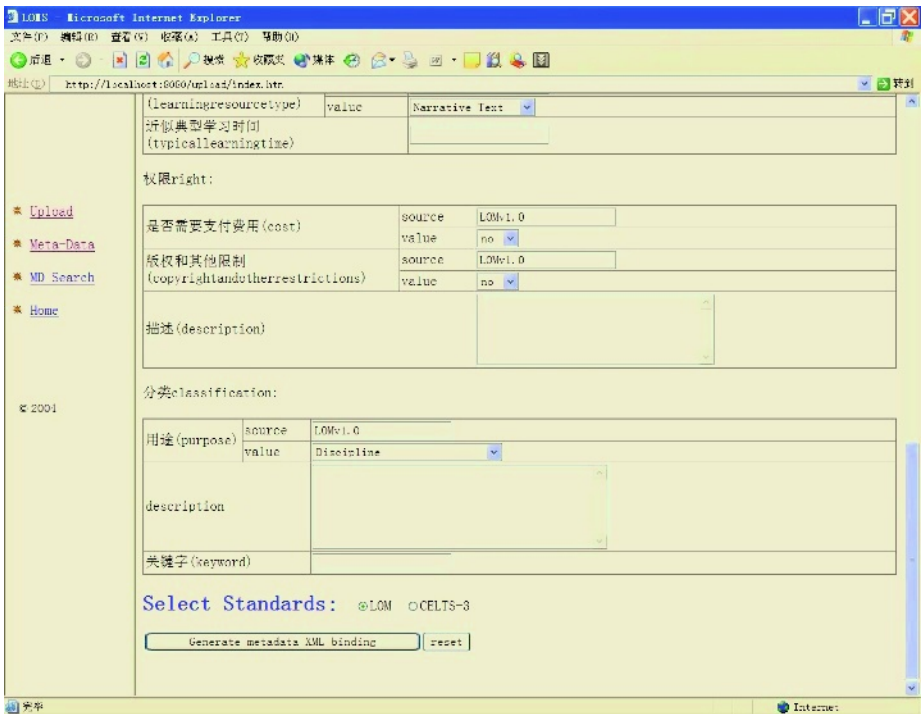 LOMS - Microsoft Internet Explorer
文件(F) 编辑(E) 查看(V) 收藏(A) 工具(T) 帮助(H)
后退 搜索 收藏夹 媒体
地址(D) http://localhost:8080/upload/index.htm 转到
(learningresourcetype) value Narrative Text
近似典型学习时间
(typicallearningtime)
权限right:
Upload
Meta-Data
MD Search
Home
© 2004
是否需要支付费用(cost) source LOMv1.0
value no
版权和其他限制
(copyrightandotherrestrictions) source LOMv1.0
value no
描述(description)
分类classification:
用途(purpose) source LOMv1.0
value Discipline
description
关键字(keyword)
Select Standards: LOM CELTS-3
Generate metadata XML binding reset
完毕 Internet